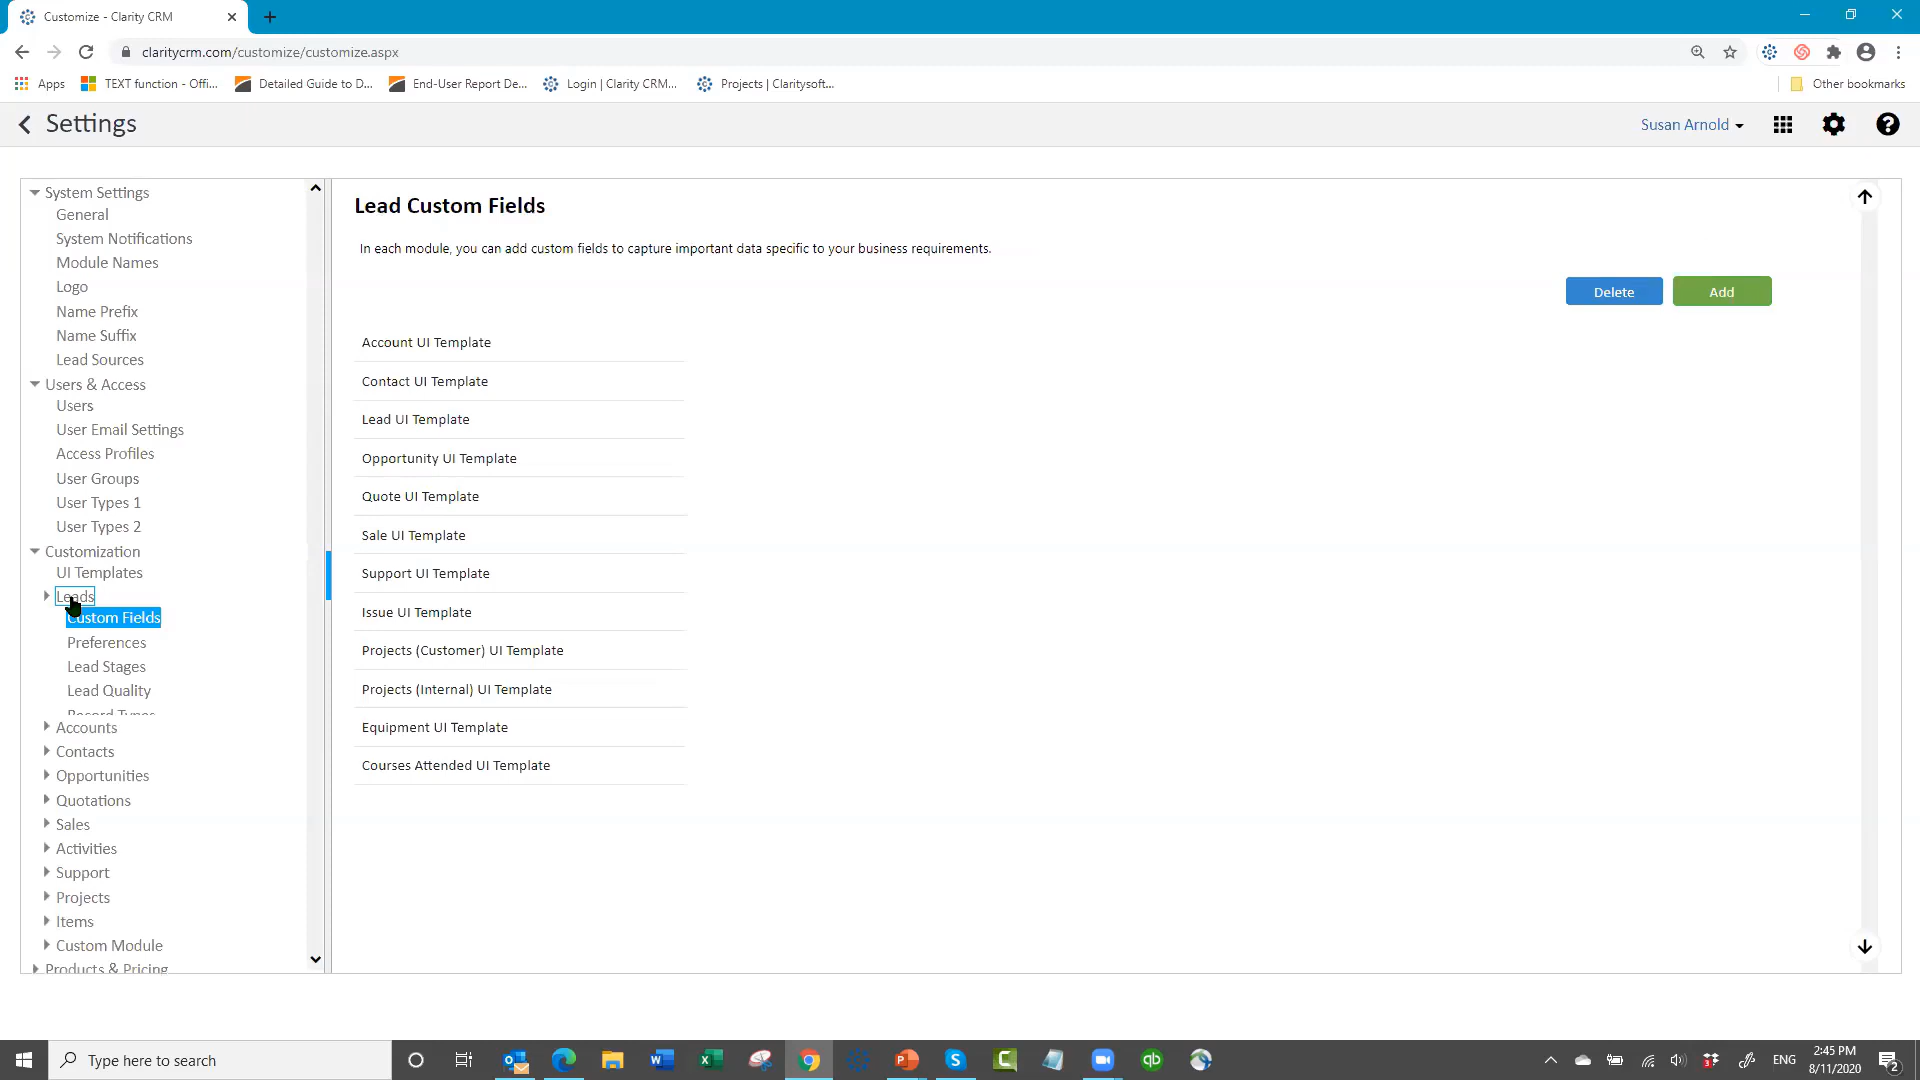 Customize - Clarity CRM
claritycrm.com/customize/customize.aspx
Apps
TEXT function - Offi...
Detailed Guide to D...
End-User Report De...
Login | Clarity CRM...
Projects | Claritysoft...
Other bookmarks
Settings
Susan Arnold
System Settings
General
System Notifications
Module Names
Logo
Name Prefix
Name Suffix
Lead Sources
Users & Access
Users
User Email Settings
Access Profiles
User Groups
User Types 1
User Types 2
Customization
UI Templates
Leads
Custom Fields
Preferences
Lead Stages
Lead Quality
Record Types
Accounts
Contacts
Opportunities
Quotations
Sales
Activities
Support
Projects
Items
Custom Module
Products & Pricing
Lead Custom Fields
In each module, you can add custom fields to capture important data specific to your business requirements.
Delete
Add
Account UI Template
Contact UI Template
Lead UI Template
Opportunity UI Template
Quote UI Template
Sale UI Template
Support UI Template
Issue UI Template
Projects (Customer) UI Template
Projects (Internal) UI Template
Equipment UI Template
Courses Attended UI Template
Type here to search
ENG
2:45 PM
8/11/2020
2